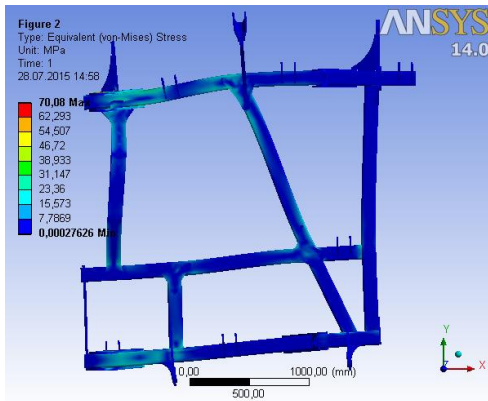 Figure 2
Type: Equivalent (von-Mises) Stress
Unit: MPa
Time: 1
28.07.2015 14:58
ANSYS
14.0
70,08 Max
62,293
54,507
46,72
38,933
31,147
23,36
15,573
7,7869
0,00027626 Min
0,00
1000,00 (mm)
500,00
Y
Z
X